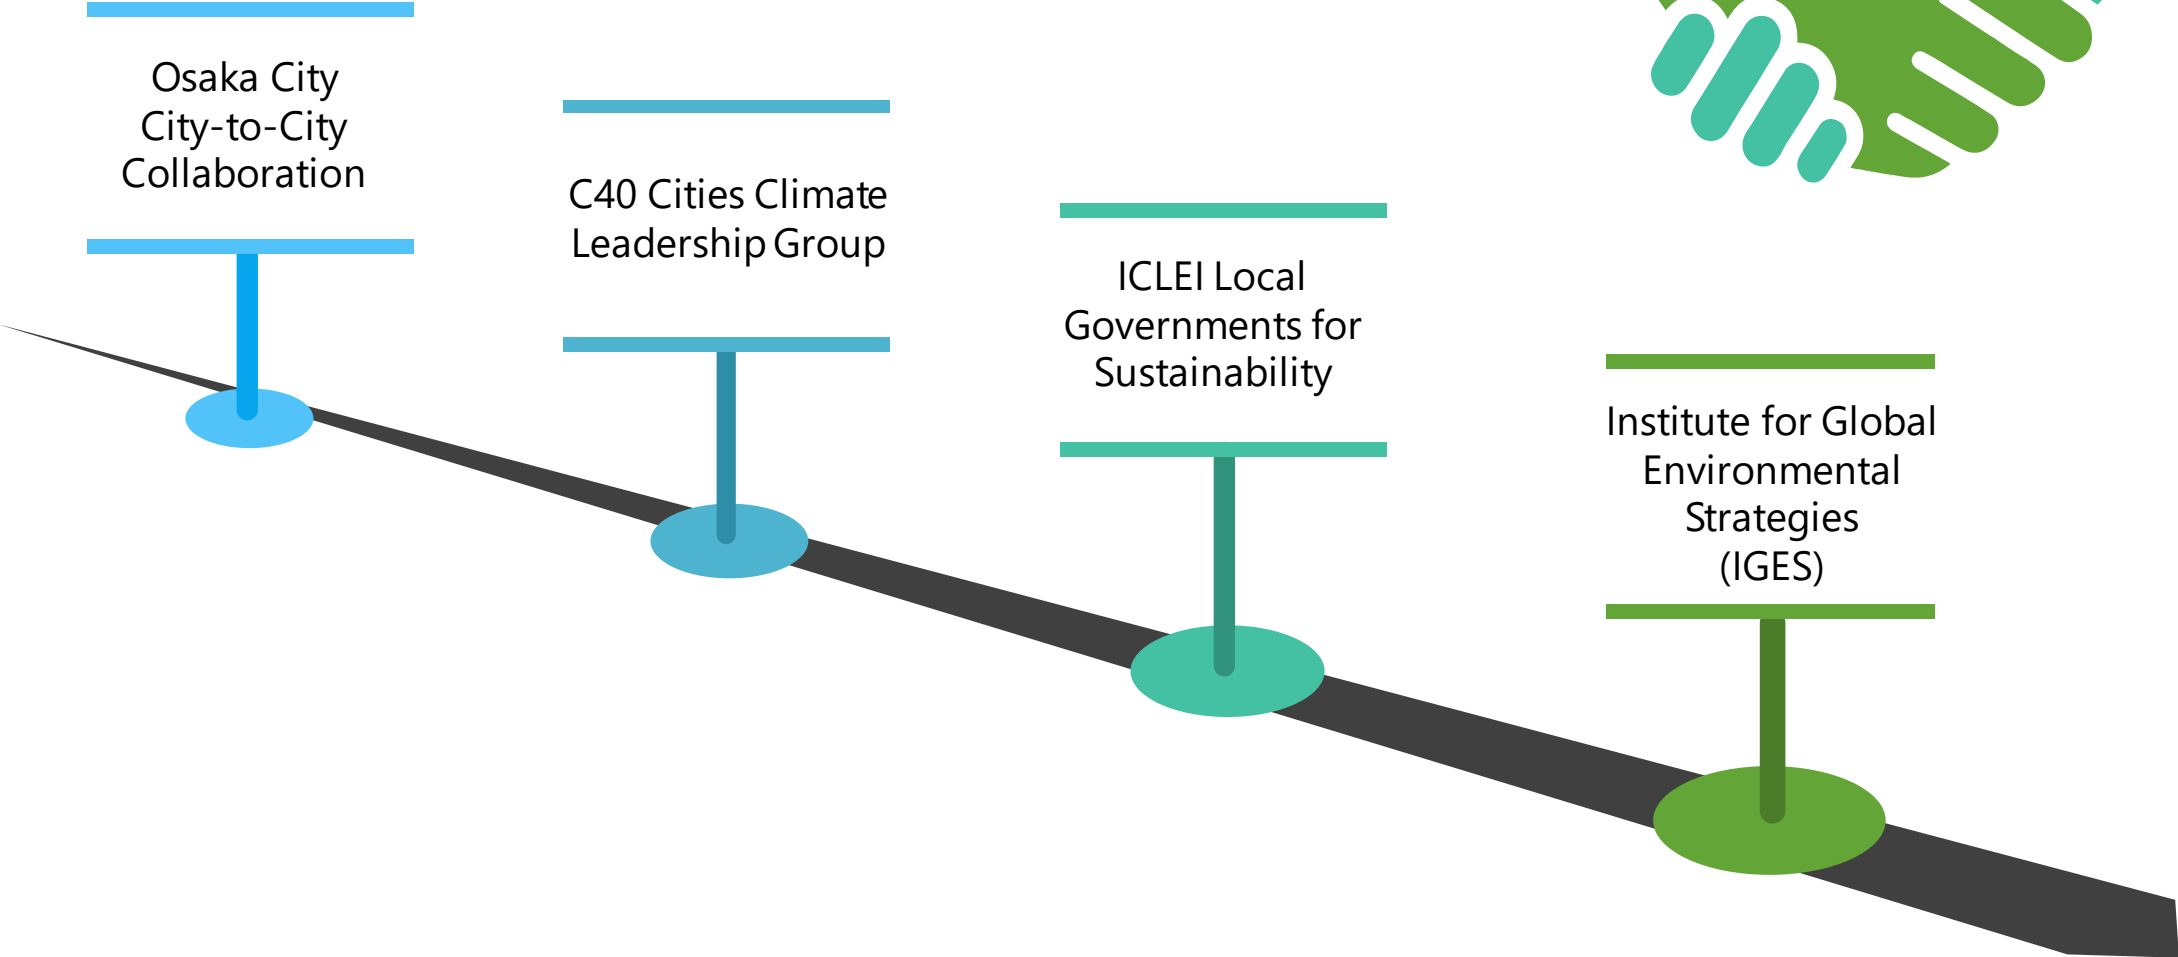 Osaka City
City-to-City
Collaboration
C40 Cities Climate
Leadership Group
ICLEI Local
Governments for
Sustainability
Institute for Global
Environmental
Strategies
(IGES)